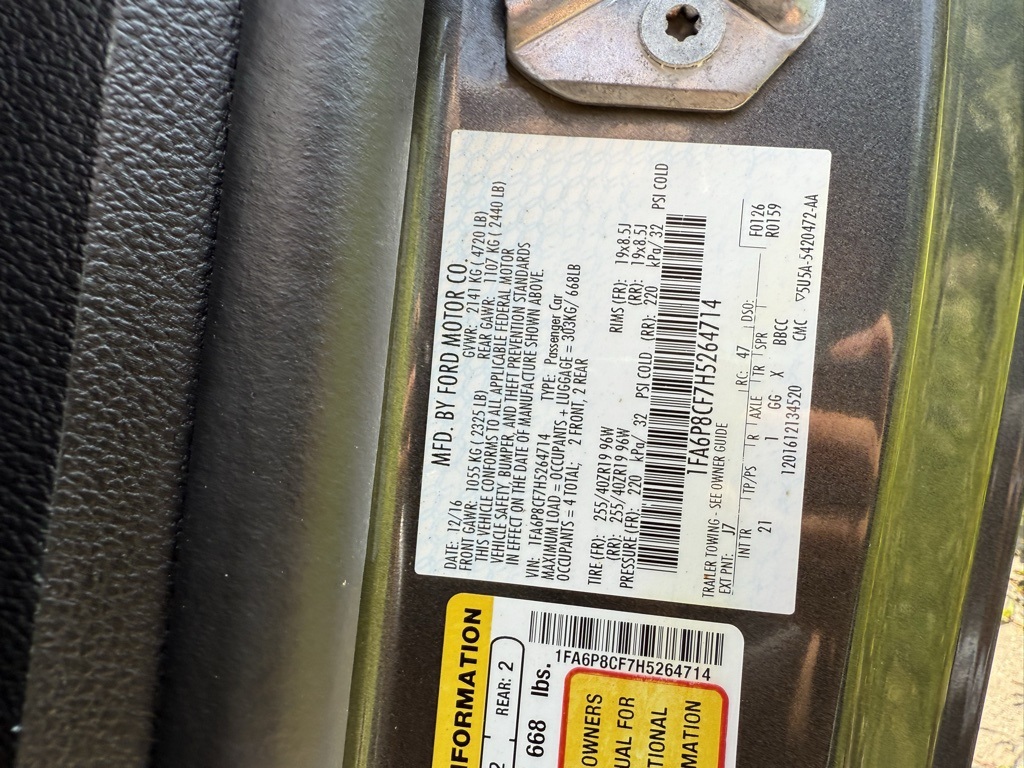 MFD. BY FORD MOTOR CO.
DATE: 12/16 GVWR: 2141 KG ( 4720 LB)
FRONT GAWR: 1055 KG ( 2325 LB) REAR GAWR: 1107 KG ( 2440 LB)
THIS VEHICLE CONFORMS TO ALL APPLICABLE FEDERAL MOTOR
VEHICLE SAFETY, BUMPER, AND THEFT PREVENTION STANDARDS
IN EFFECT ON THE DATE OF MANUFACTURE SHOWN ABOVE.
VIN: 1FA6P8CF7H5264714 TYPE: Passenger Car
MAXIMUM LOAD = OCCUPANTS + LUGGAGE = 303KG/ 668LB
OCCUPANTS = 4 TOTAL; 2 FRONT; 2 REAR
TIRE(FR): 255/40ZR19 96W RIMS (FR): 19x8.5J
(RR): 255/40ZR19 96W (RR): 19x8.5J
PRESSURE(FR): 220 kPa/ 32 PSI COLD (RR): 220 kPa/ 32 PSI COLD
1FA6P8CF7H5264714
TRAILER TOWING - SEE OWNER GUIDE
EXT PNT: J7 RC: 47 DSO: F0126
INT TR TP/PS R AXLE TR SPR R0159
21 1 GG X BBCC
1201612134520 CMC ▽5U5A-5420472-AA
FORMATION
2 REAR: 2
668 lbs.
1FA6P8CF7H5264714
OWNERS
UAL FOR
TIONAL
MATION